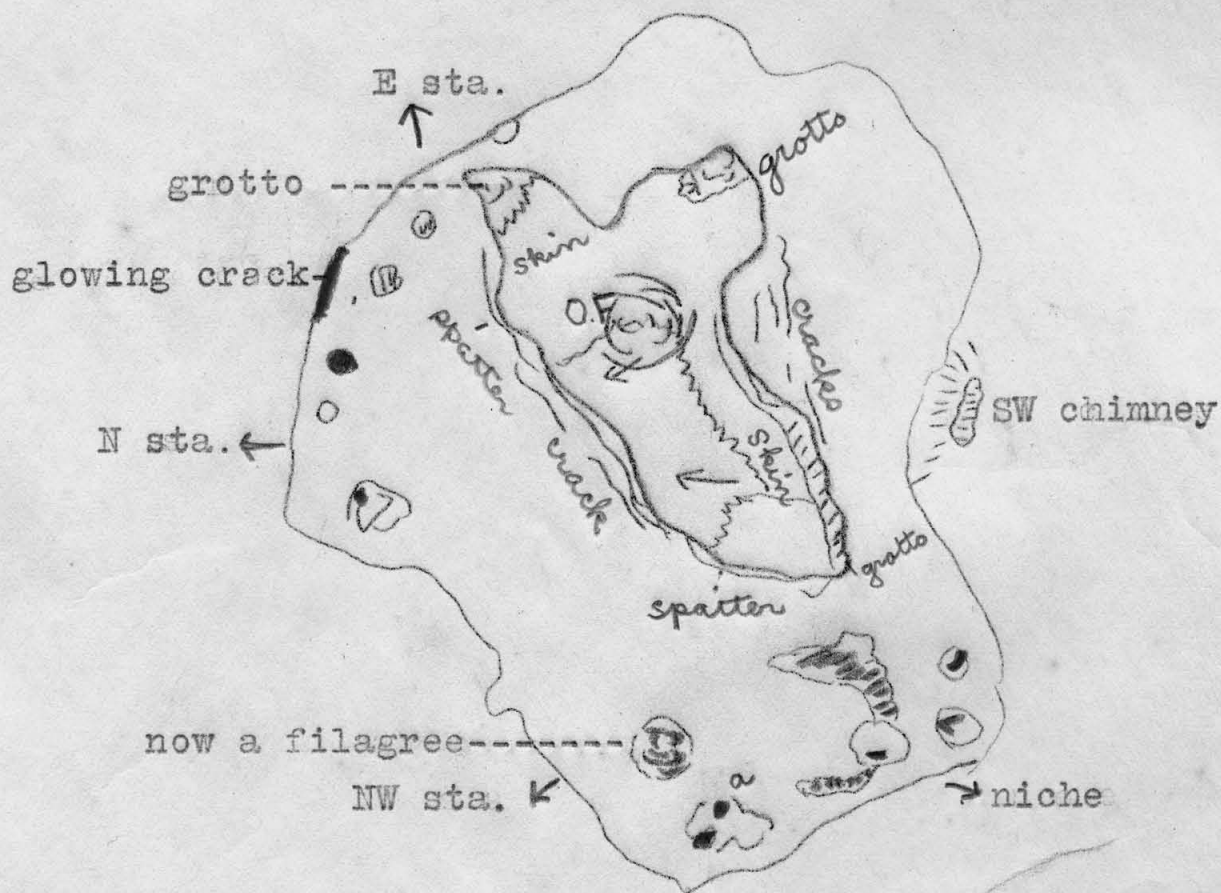 E sta.
grotto
grotto
skin
glowing crack
O.F
spatter
cracks
SW chimney
N sta.
crack
skin
grotto
spatter
now a filagree
a
NW sta.
niche